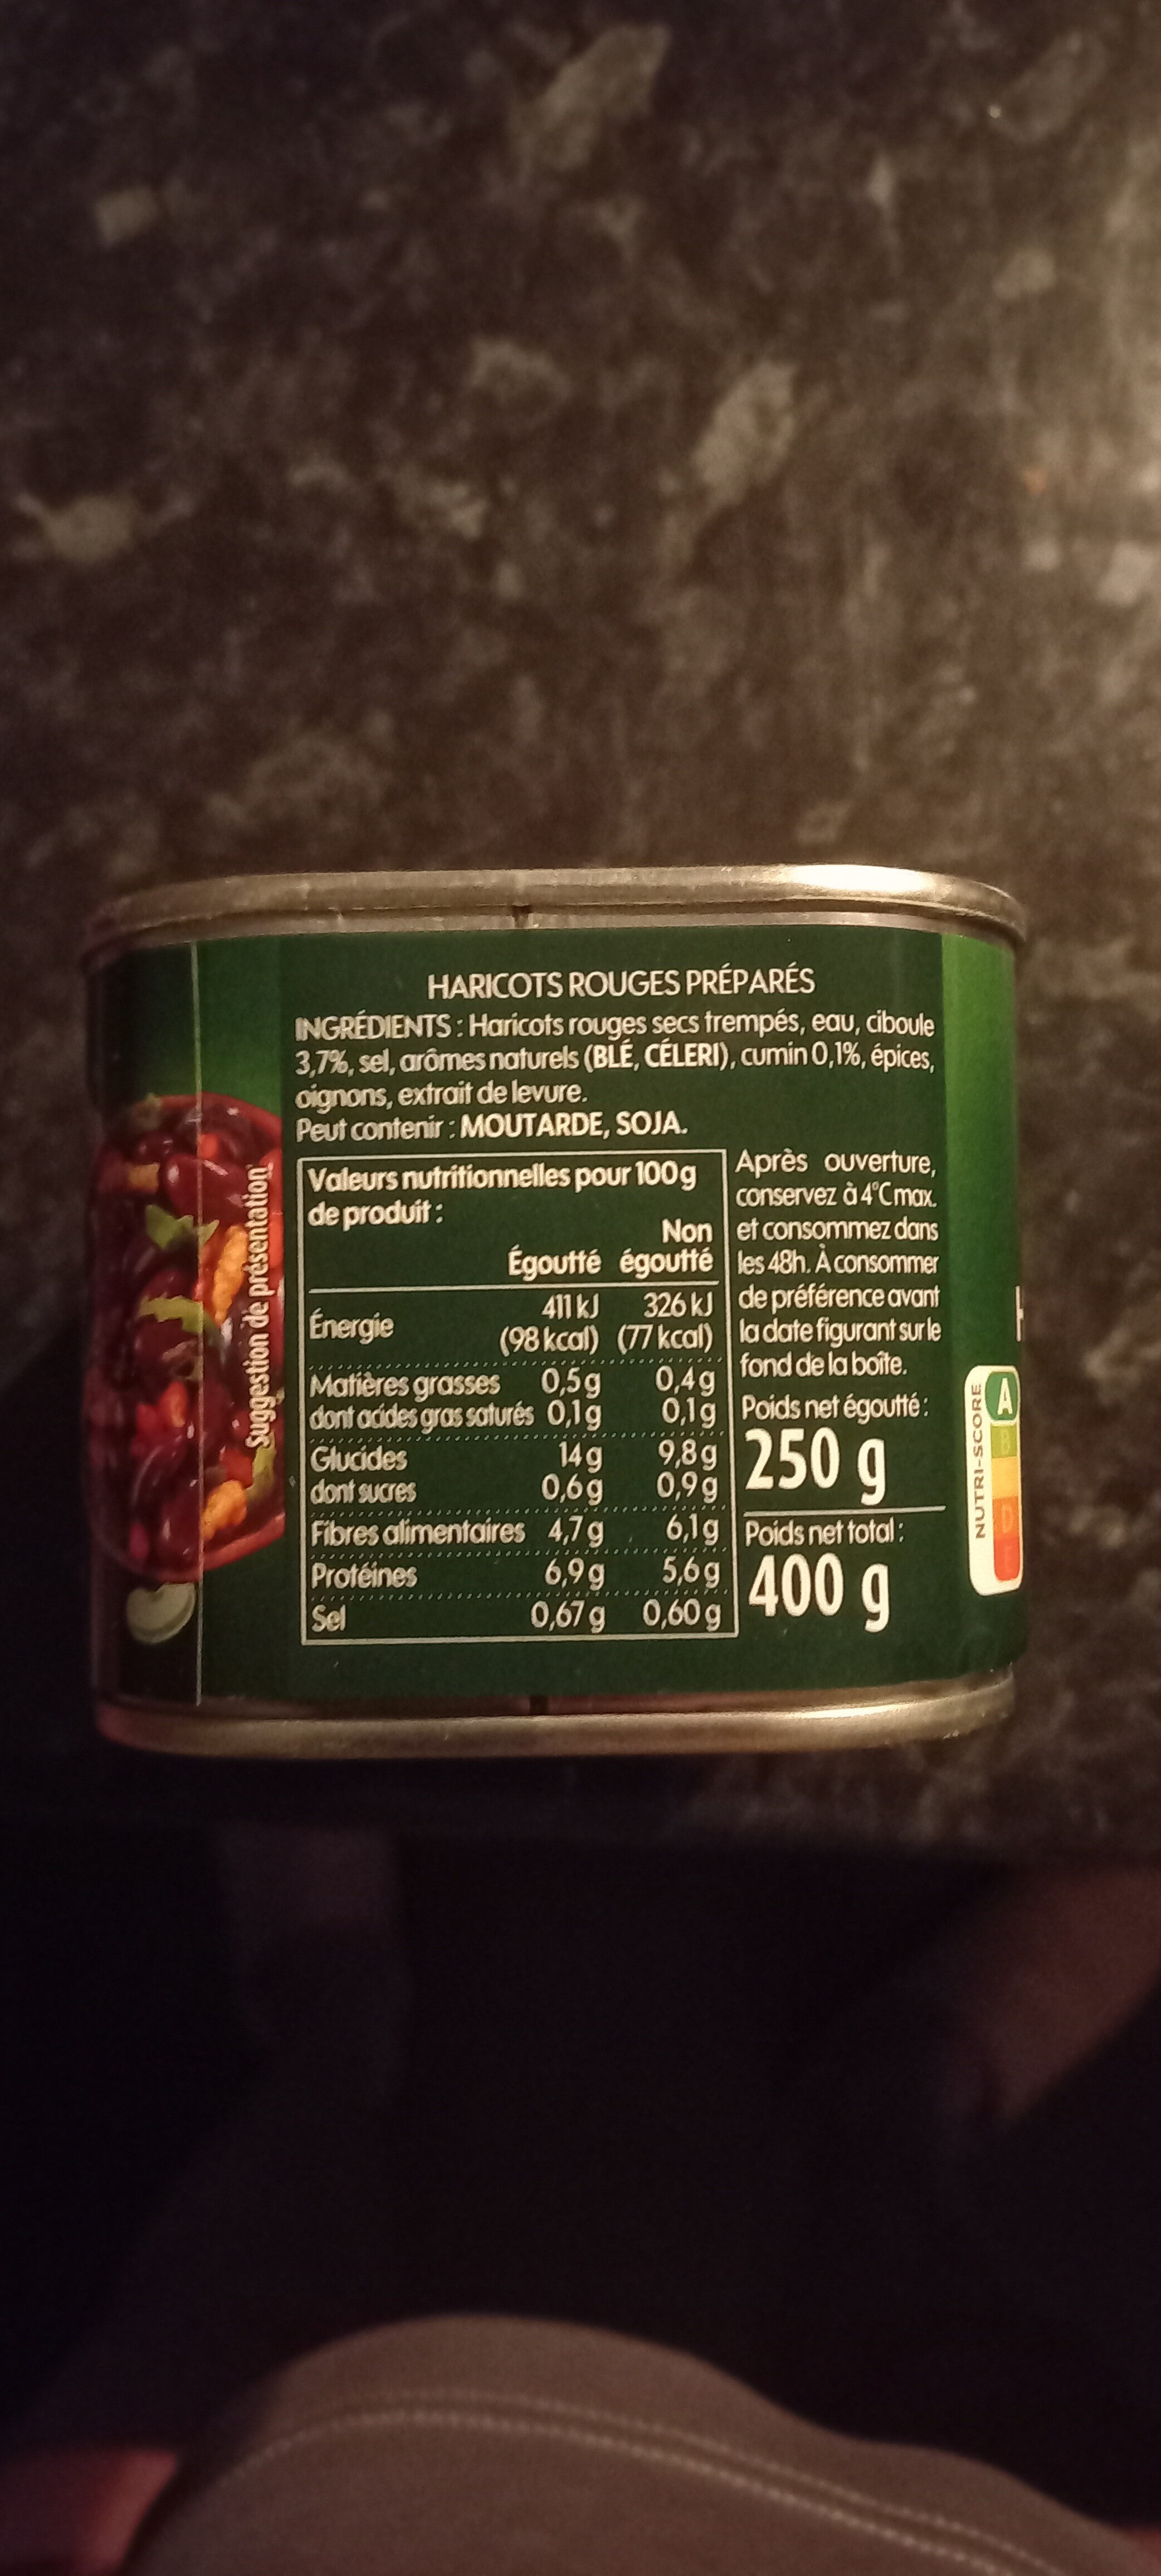 HARICOTS ROUGES PRÉPARÉS
INGRÉDIENTS : Haricots rouges secs trempés, eau, ciboule
3,7%, sel, arômes naturels (BLÉ, CÉLERI), cumin 0,1%, épices,
oignons, extrait de levure.
Peut contenir : MOUTARDE, SOJA.
Suggestion de présentation
Valeurs nutritionnelles pour 100g
de produit :
Non
Égoutté égoutté
Énergie 411 kJ 326 kJ
(98 kcal) (77 kcal)
Matières grasses 0,5g 0,4g
dont acides gras saturés 0,1g 0,1g
Glucides 14g 9,8g
dont sucres 0,6g 0,9g
Fibres alimentaires 4,7g 6,1g
Protéines 6,9g 5,6g
Sel 0,67g 0,60g
Après ouverture,
conservez à 4°C max.
et consommez dans
les 48h. À consommer
de préférence avant
la date figurant sur le
fond de la boîte.
Poids net égoutté :
250 g
Poids net total :
400 g
NUTRI-SCORE
A
B
D